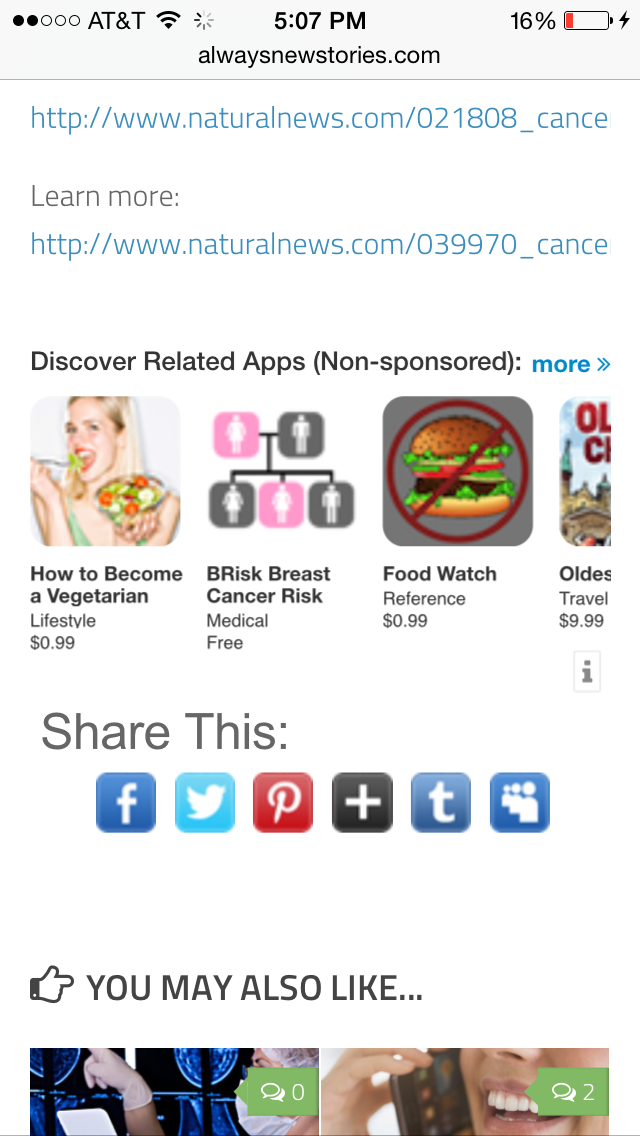 AT&T 5:07 PM 16%
alwaysnewstories.com
http://www.naturalnews.com/021808_cance
Learn more:
http://www.naturalnews.com/039970_cance
Discover Related Apps (Non-sponsored): more »
OL
How to Become
a Vegetarian
Lifestyle
$0.99
BRisk Breast
Cancer Risk
Medical
Free
Food Watch
Reference
$0.99
Oldes
Travel
$9.99
i
Share This:
f t
YOU MAY ALSO LIKE...
0 2